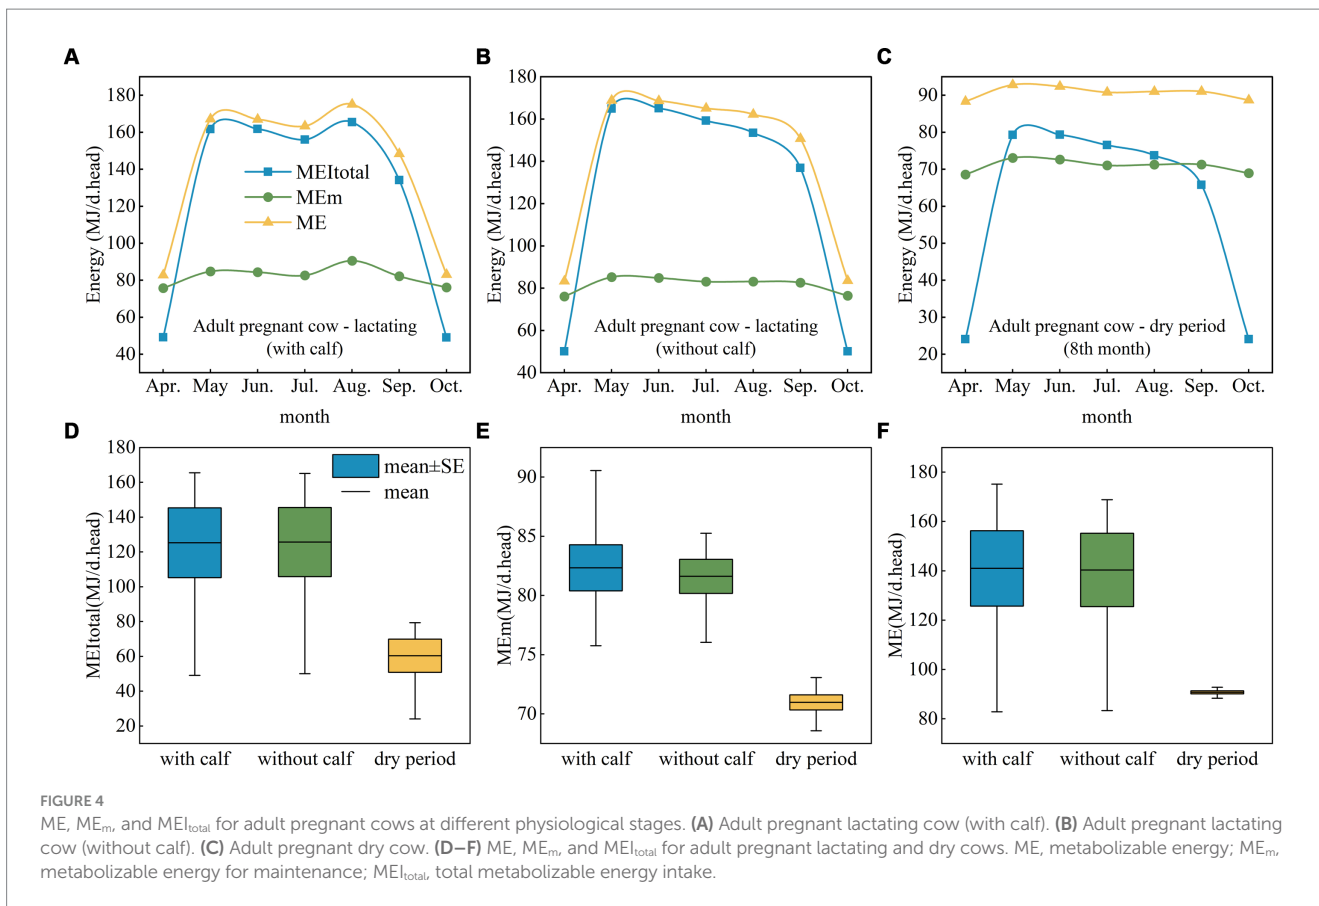 A
180
160
140
120
100
80
60
40
Energy (MJ/d.head)
MEItotal
MEm
ME
Adult pregnant cow - lactating
(with calf)
Apr. May Jun. Jul. Aug. Sep. Oct.
month
B
180
160
140
120
100
80
60
40
Energy (MJ/d.head)
Adult pregnant cow - lactating
(without calf)
Apr. May Jun. Jul. Aug. Sep. Oct.
month
C
90
80
70
60
50
40
30
20
Energy (MJ/d.head)
Adult pregnant cow - dry period
(8th month)
Apr. May Jun. Jul. Aug. Sep. Oct.
month
D
180
160
140
120
100
80
60
40
20
MEItotal(MJ/d.head)
mean±SE
mean
with calf without calf dry period
E
90
85
80
75
70
MEm(MJ/d.head)
with calf without calf dry period
F
180
160
140
120
100
80
ME(MJ/d.head)
with calf without calf dry period
FIGURE 4
ME, MEm, and MEItotal for adult pregnant cows at different physiological stages. (A) Adult pregnant lactating cow (with calf). (B) Adult pregnant lactating
cow (without calf). (C) Adult pregnant dry cow. (D–F) ME, MEm, and MEItotal for adult pregnant lactating and dry cows. ME, metabolizable energy; MEm,
metabolizable energy for maintenance; MEItotal, total metabolizable energy intake.